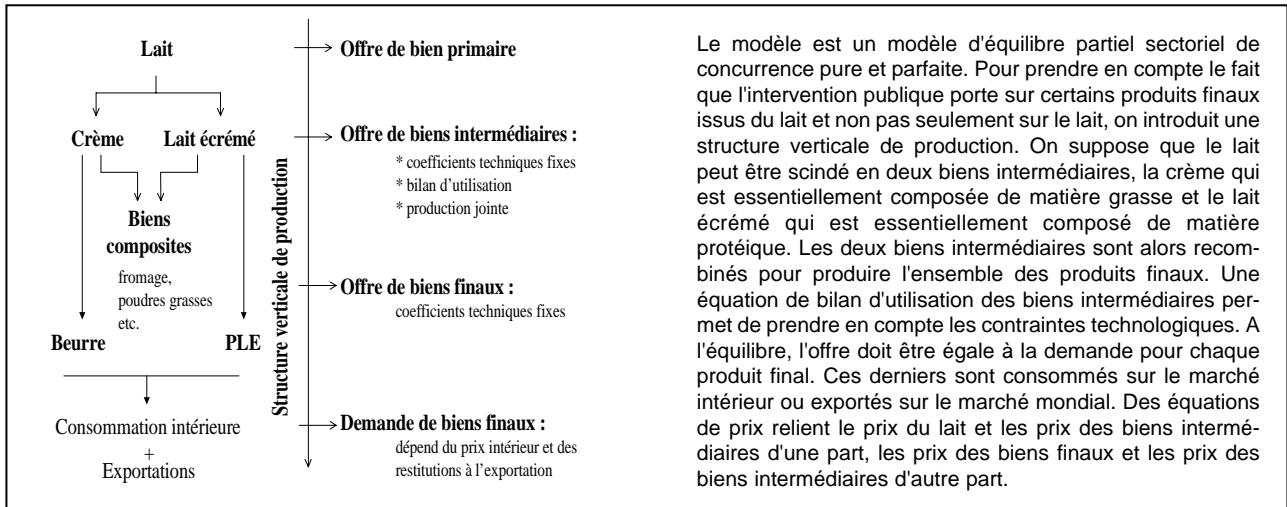 Lait
Crème Lait écrémé
Biens
composites
fromage,
poudres grasses
etc.
Beurre PLE
Consommation intérieure
+
Exportations
Structure verticale de production
Offre de bien primaire
Offre de biens intermédiaires :
* coefficients techniques fixes
* bilan d'utilisation
* production jointe
Offre de biens finaux :
coefficients techniques fixes
Demande de biens finaux :
dépend du prix intérieur et des
restitutions à l'exportation
Le modèle est un modèle d'équilibre partiel sectoriel de
concurrence pure et parfaite. Pour prendre en compte le fait
que l'intervention publique porte sur certains produits finaux
issus du lait et non pas seulement sur le lait, on introduit une
structure verticale de production. On suppose que le lait
peut être scindé en deux biens intermédiaires, la crème qui
est essentiellement composée de matière grasse et le lait
écrémé qui est essentiellement composé de matière
protéique. Les deux biens intermédiaires sont alors recom-
binés pour produire l'ensemble des produits finaux. Une
équation de bilan d'utilisation des biens intermédiaires per-
met de prendre en compte les contraintes technologiques. A
l'équilibre, l'offre doit être égale à la demande pour chaque
produit final. Ces derniers sont consommés sur le marché
intérieur ou exportés sur le marché mondial. Des équations
de prix relient le prix du lait et les prix des biens intermé-
diaires d'une part, les prix des biens finaux et les prix des
biens intermédiaires d'autre part.